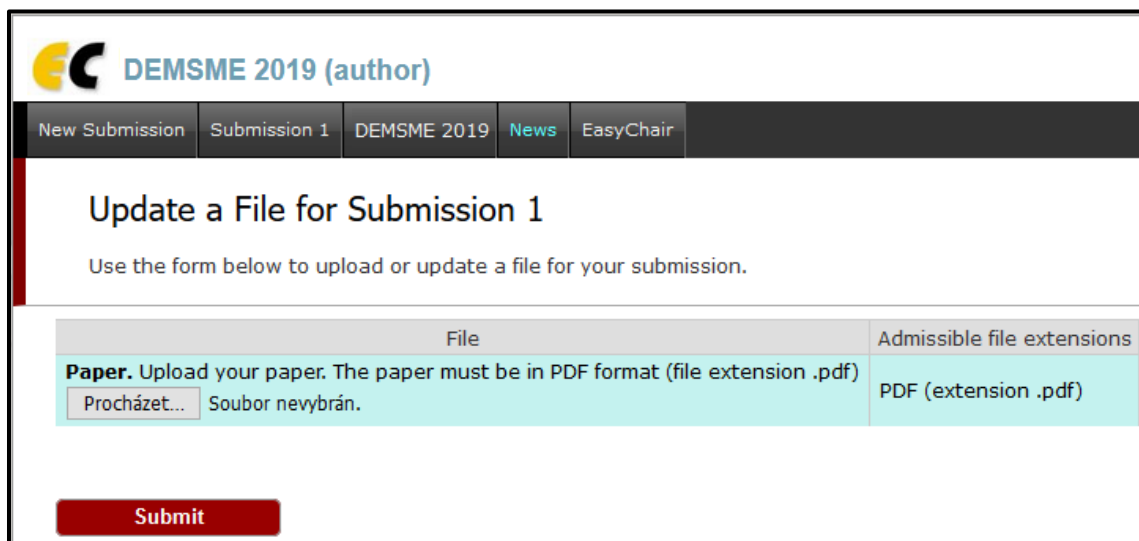 EC DEMSME 2019 (author)
New Submission Submission 1 DEMSME 2019 News EasyChair
Update a File for Submission 1
Use the form below to upload or update a file for your submission.
File Admissible file extensions
Paper. Upload your paper. The paper must be in PDF format (file extension .pdf)
Procházet... Soubor nevybrán. PDF (extension .pdf)
Submit